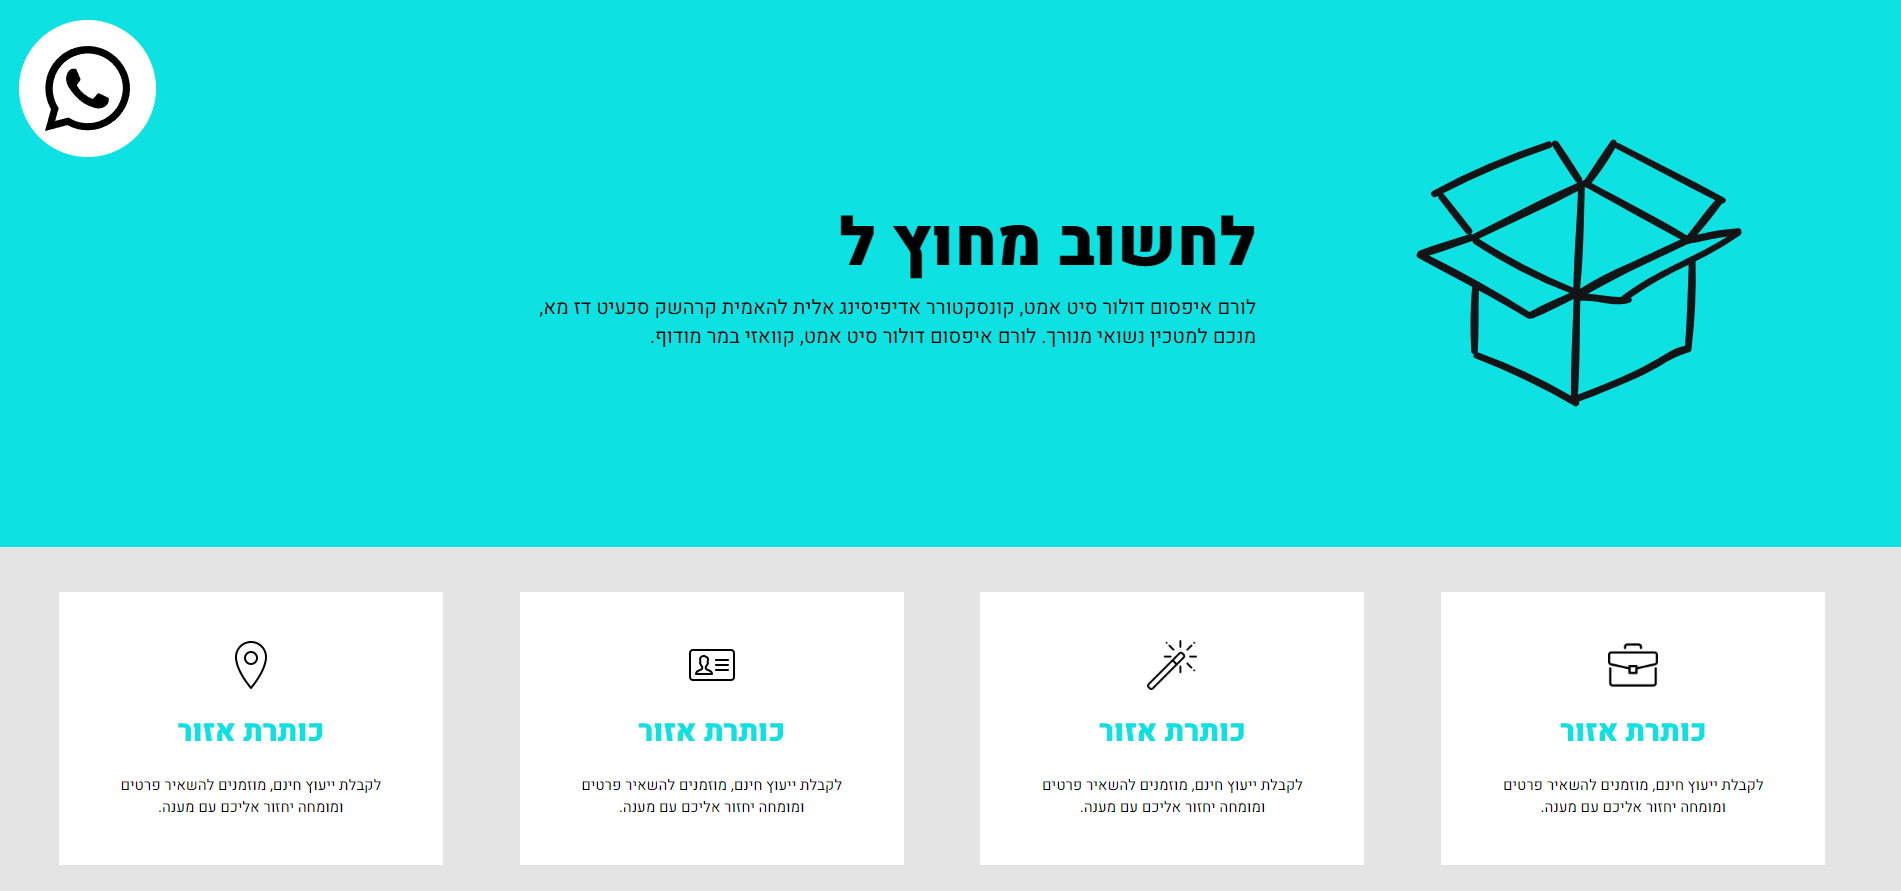 לחשוב מחוץ ל
לורם איפסום דולור סיט אמט, קונסקטורר אדיפיסינג אלית להאמית קרהשק סכעיט דז מא,
מנכם למטכין נשואי מנורך. לורם איפסום דולור סיט אמט, קוואזי במר מודוף.
כותרת אזור
לקבלת ייעוץ חינם, מוזמנים להשאיר פרטים
ומומחה יחזור אליכם עם מענה.
כותרת אזור
לקבלת ייעוץ חינם, מוזמנים להשאיר פרטים
ומומחה יחזור אליכם עם מענה.
כותרת אזור
לקבלת ייעוץ חינם, מוזמנים להשאיר פרטים
ומומחה יחזור אליכם עם מענה.
כותרת אזור
לקבלת ייעוץ חינם, מוזמנים להשאיר פרטים
ומומחה יחזור אליכם עם מענה.